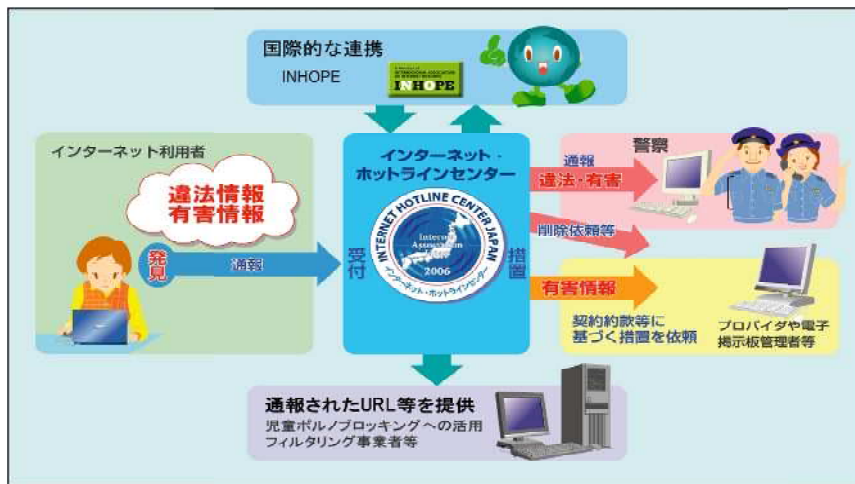 国際的な連携
INHOPE
INHOPE
インターネット利用者
違法情報
有害情報
発見
通報
インターネット・
ホットラインセンター
受付
INTERNET HOTLINE CENTER JAPAN
Internet
Association
2006
インターネット・ホットラインセンター
措置
警察
通報
違法・有害
削除依頼等
有害情報
契約約款等に
基づく措置を依頼
プロバイダや電子
掲示板管理者等
通報されたURL等を提供
児童ポルノブロッキングへの活用
フィルタリング事業者等